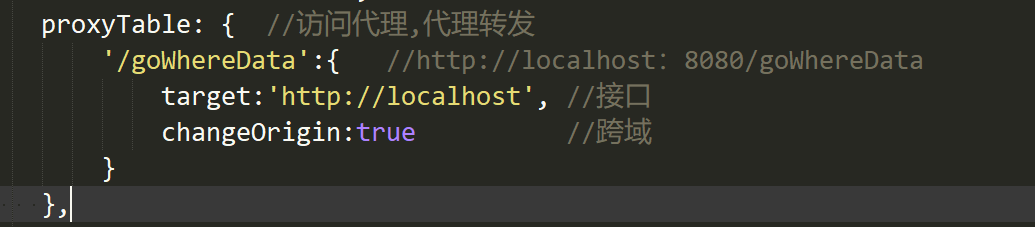 proxyTable: {  //访问代理,代理转发
    '/goWhereData':{   //http://localhost：8080/goWhereData
        target:'http://localhost', //接口
        changeOrigin:true          //跨域
    }
},